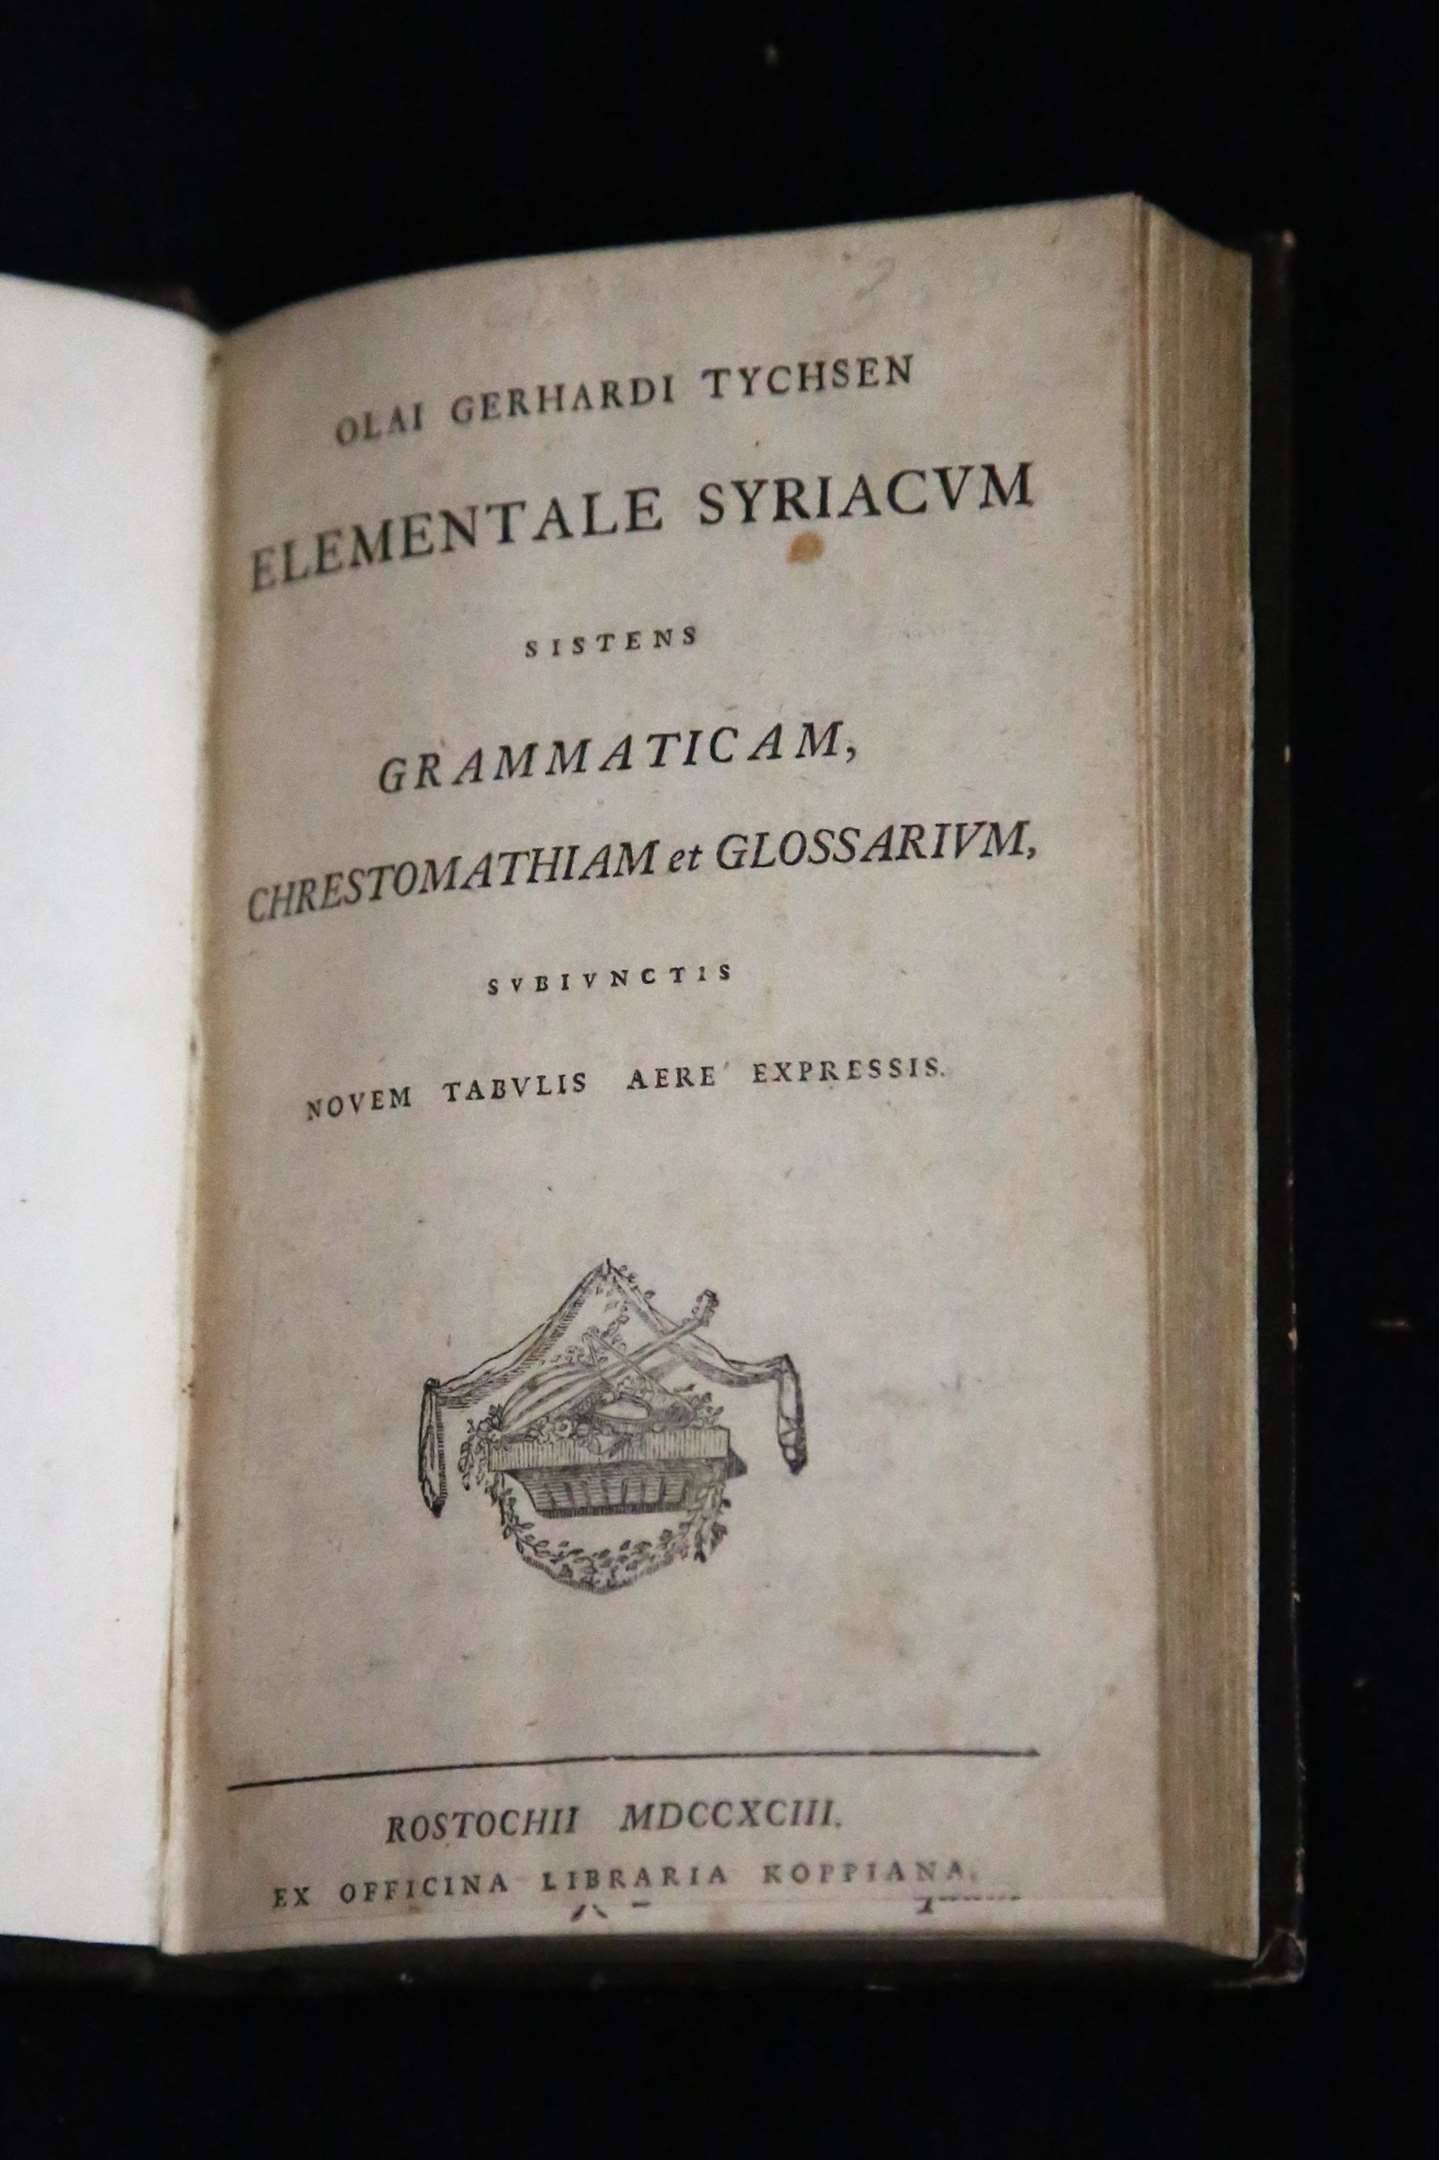 OLAI GERHARDI TYCHSEN
ELEMENTALE SYRIACVM
SISTENS
GRAMMATICAM,
CHRESTOMATHIAM et GLOSSARIVM,
SVBIVNCTIS
NOVEM TABVLIS AERE EXPRESSIS.
ROSTOCHII MDCCXCIII.
EX OFFICINA LIBRARIA KOPPIANA.